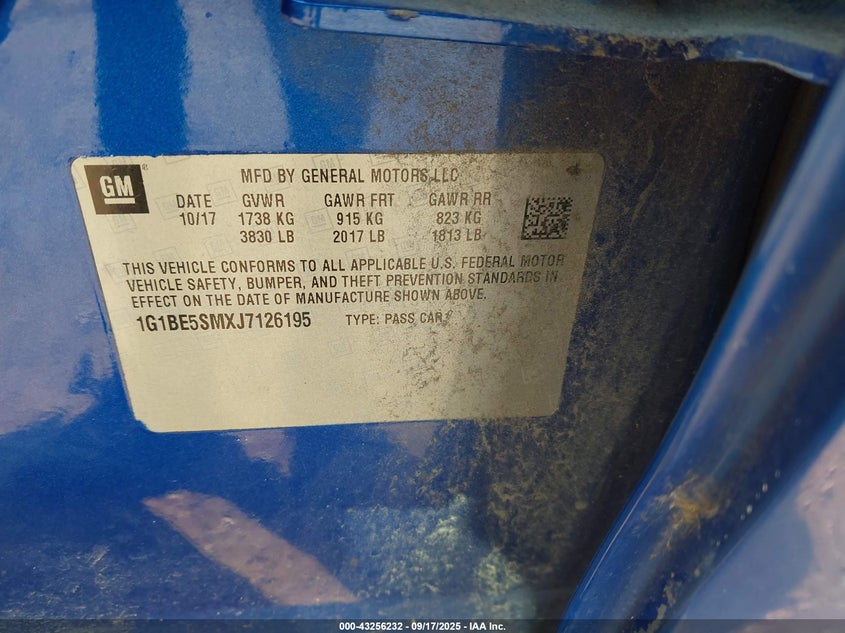 GM
MFD BY GENERAL MOTORS LLC
DATE GVWR GAWR FRT GAWR RR
10/17 1738 KG 915 KG 823 KG
3830 LB 2017 LB 1813 LB
THIS VEHICLE CONFORMS TO ALL APPLICABLE U.S. FEDERAL MOTOR
VEHICLE SAFETY, BUMPER, AND THEFT PREVENTION STANDARDS IN
EFFECT ON THE DATE OF MANUFACTURE SHOWN ABOVE.
1G1BE5SMXJ7126195 TYPE: PASS CAR
000-43256232 - 09/17/2025 - IAA Inc.